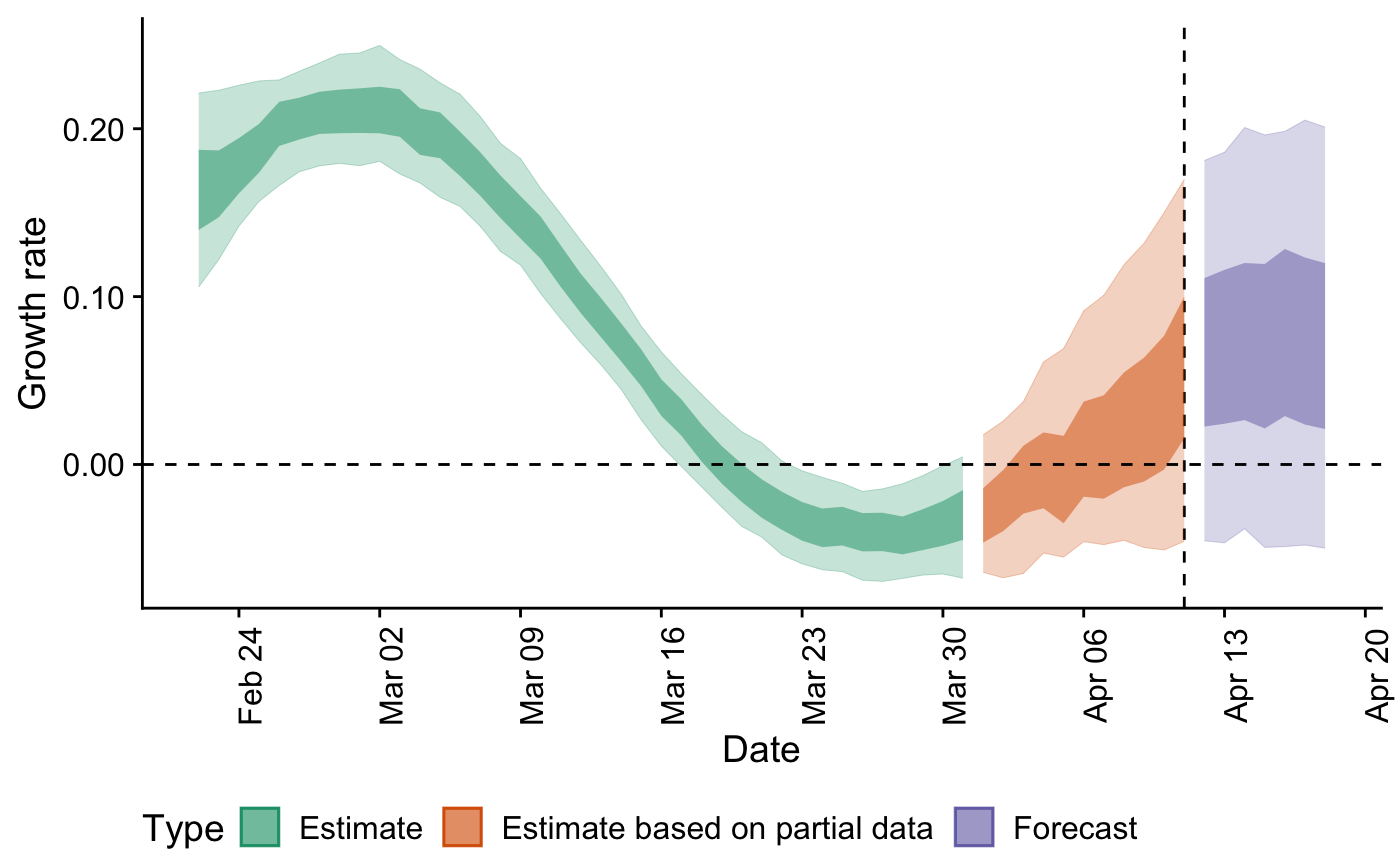 Growth rate
0.20
0.10
0.00
Feb 24
Mar 02
Mar 09
Mar 16
Mar 23
Mar 30
Apr 06
Apr 13
Apr 20
Date
Type Estimate Estimate based on partial data Forecast